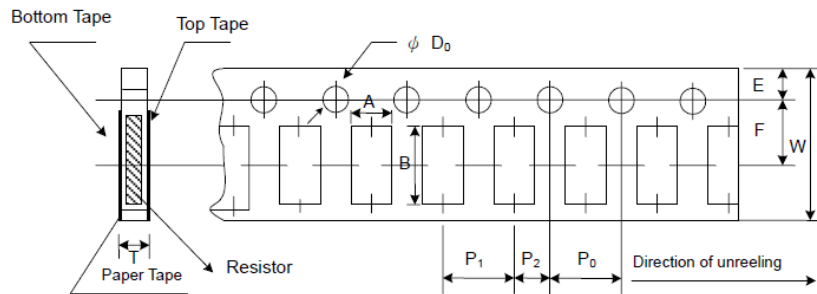 Bottom Tape
Top Tape
ϕ D₀
A
E
F
B
W
T
Paper Tape
Resistor
P₁
P₂
P₀
Direction of unreeling